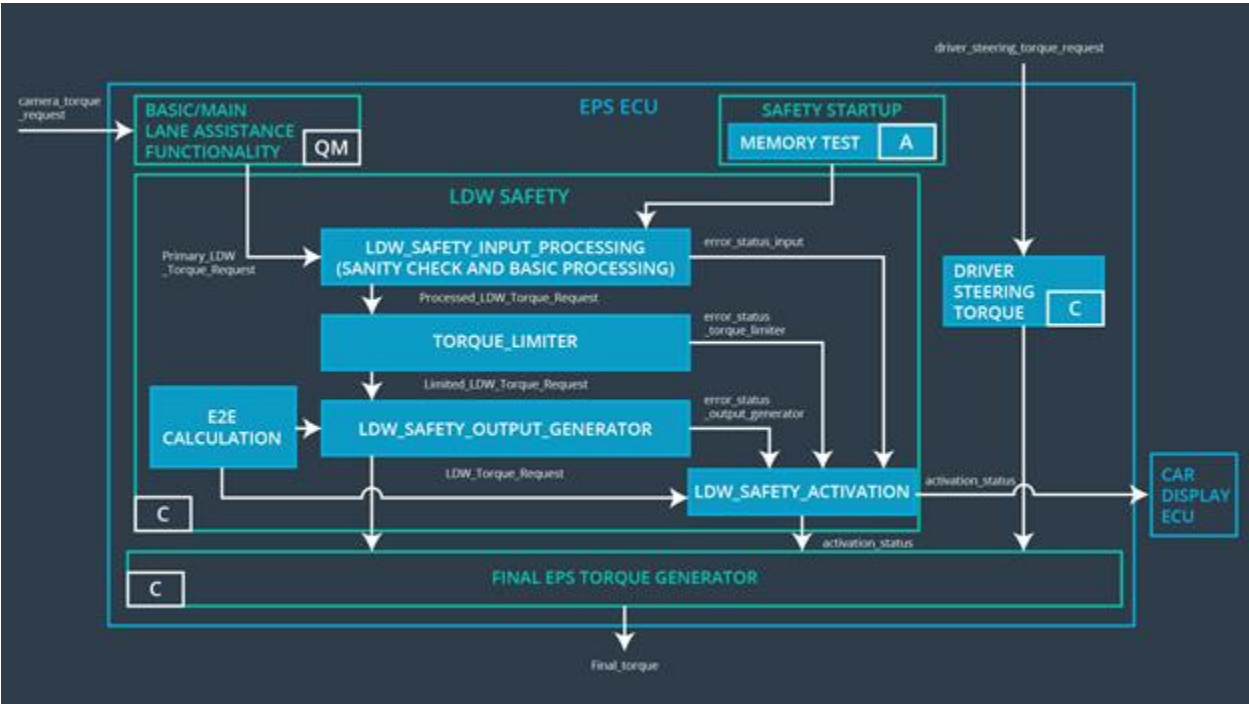 driver_steering_torque_request
camera_torque
_request
BASIC/MAIN
LANE ASSISTANCE
FUNCTIONALITY
QM
EPS ECU
SAFETY STARTUP
MEMORY TEST
A
LDW SAFETY
Primary_LDW
_Torque_Request
LDW_SAFETY_INPUT_PROCESSING
(SANITY CHECK AND BASIC PROCESSING)
error_status_input
Processed_LDW_Torque_Request
DRIVER
STEERING
TORQUE
C
TORQUE_LIMITER
error_status
_torque_limiter
Limited_LDW_Torque_Request
E2E
CALCULATION
LDW_SAFETY_OUTPUT_GENERATOR
error_status
_output_generator
LDW_Torque_Request
LDW_SAFETY_ACTIVATION
activation_status
CAR
DISPLAY
ECU
C
activation_status
FINAL EPS TORQUE GENERATOR
C
Final_torque